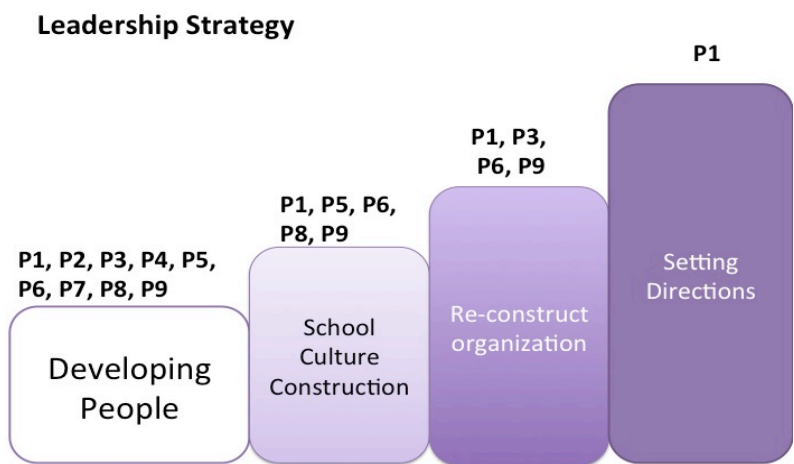 Leadership Strategy
P1, P2, P3, P4, P5,
P6, P7, P8, P9
Developing
People
P1, P5, P6,
P8, P9
School
Culture
Construction
P1, P3,
P6, P9
Re-construct
organization
P1
Setting
Directions